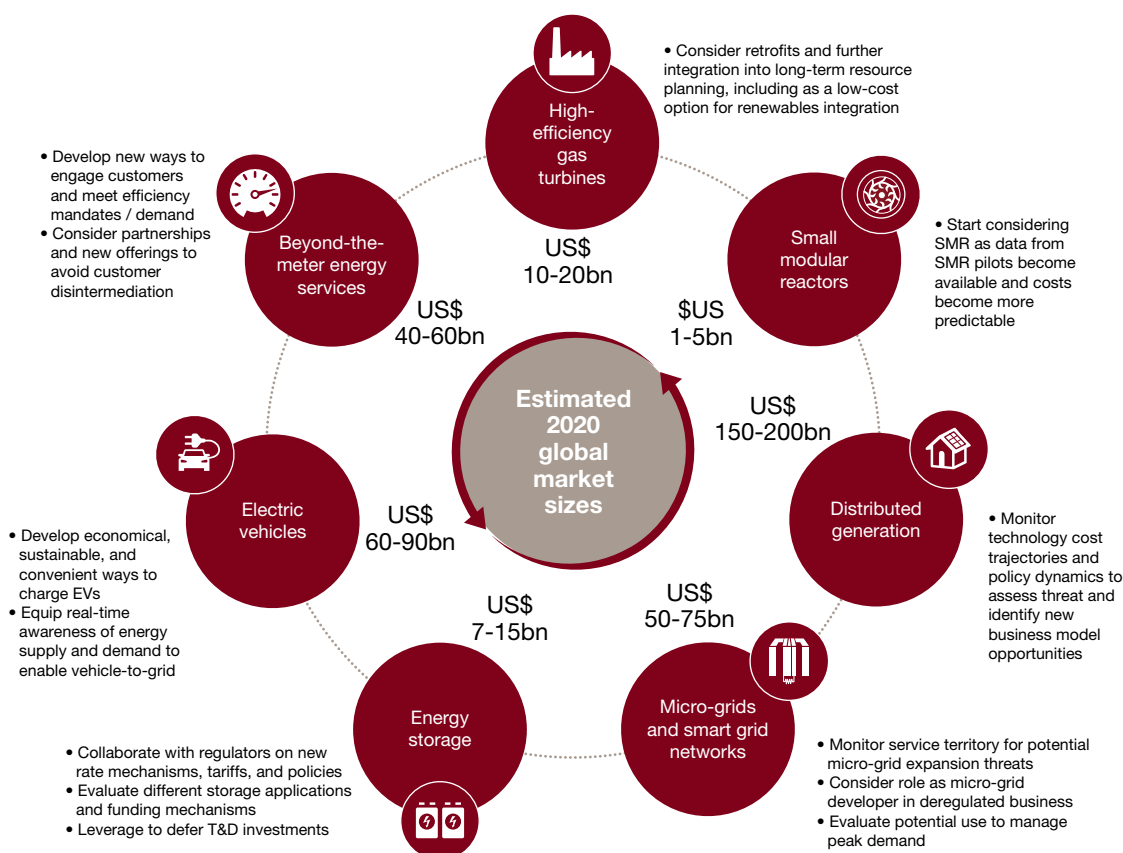 • Consider retrofits and further
integration into long-term resource
planning, including as a low-cost
option for renewables integration
High-
efficiency
gas
turbines
US$
10-20bn
• Start considering
SMR as data from
SMR pilots become
available and costs
become more
predictable
Small
modular
reactors
$US
1-5bn
US$
150-200bn
Distributed
generation
• Monitor
technology cost
trajectories and
policy dynamics to
assess threat and
identify new
business model
opportunities
US$
50-75bn
Micro-grids
and smart grid
networks
• Monitor service territory for potential
micro-grid expansion threats
• Consider role as micro-grid
developer in deregulated business
• Evaluate potential use to manage
peak demand
US$
7-15bn
Energy
storage
• Collaborate with regulators on new
rate mechanisms, tariffs, and policies
• Evaluate different storage applications
and funding mechanisms
• Leverage to defer T&D investments
US$
60-90bn
Electric
vehicles
• Develop economical,
sustainable, and
convenient ways to
charge EVs
• Equip real-time
awareness of energy
supply and demand to
enable vehicle-to-grid
• Develop new ways to
engage customers
and meet efficiency
mandates / demand
• Consider partnerships
and new offerings to
avoid customer
disintermediation
Beyond-the-
meter energy
services
US$
40-60bn
Estimated
2020
global
market
sizes